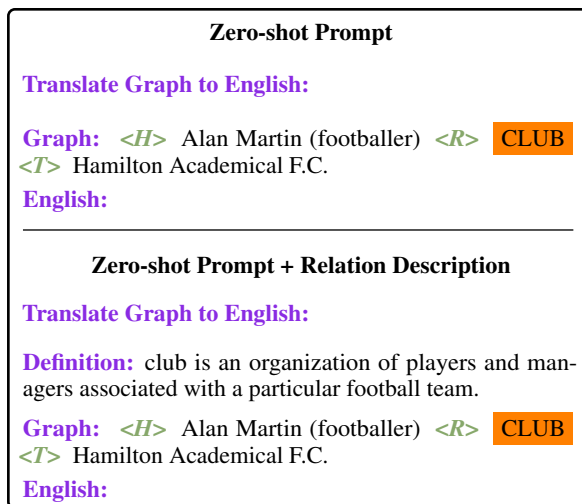 Zero-shot Prompt
Translate Graph to English:
Graph: <H> Alan Martin (footballer) <R> CLUB
<T> Hamilton Academical F.C.
English:
Zero-shot Prompt + Relation Description
Translate Graph to English:
Definition: club is an organization of players and man-
agers associated with a particular football team.
Graph: <H> Alan Martin (footballer) <R> CLUB
<T> Hamilton Academical F.C.
English: